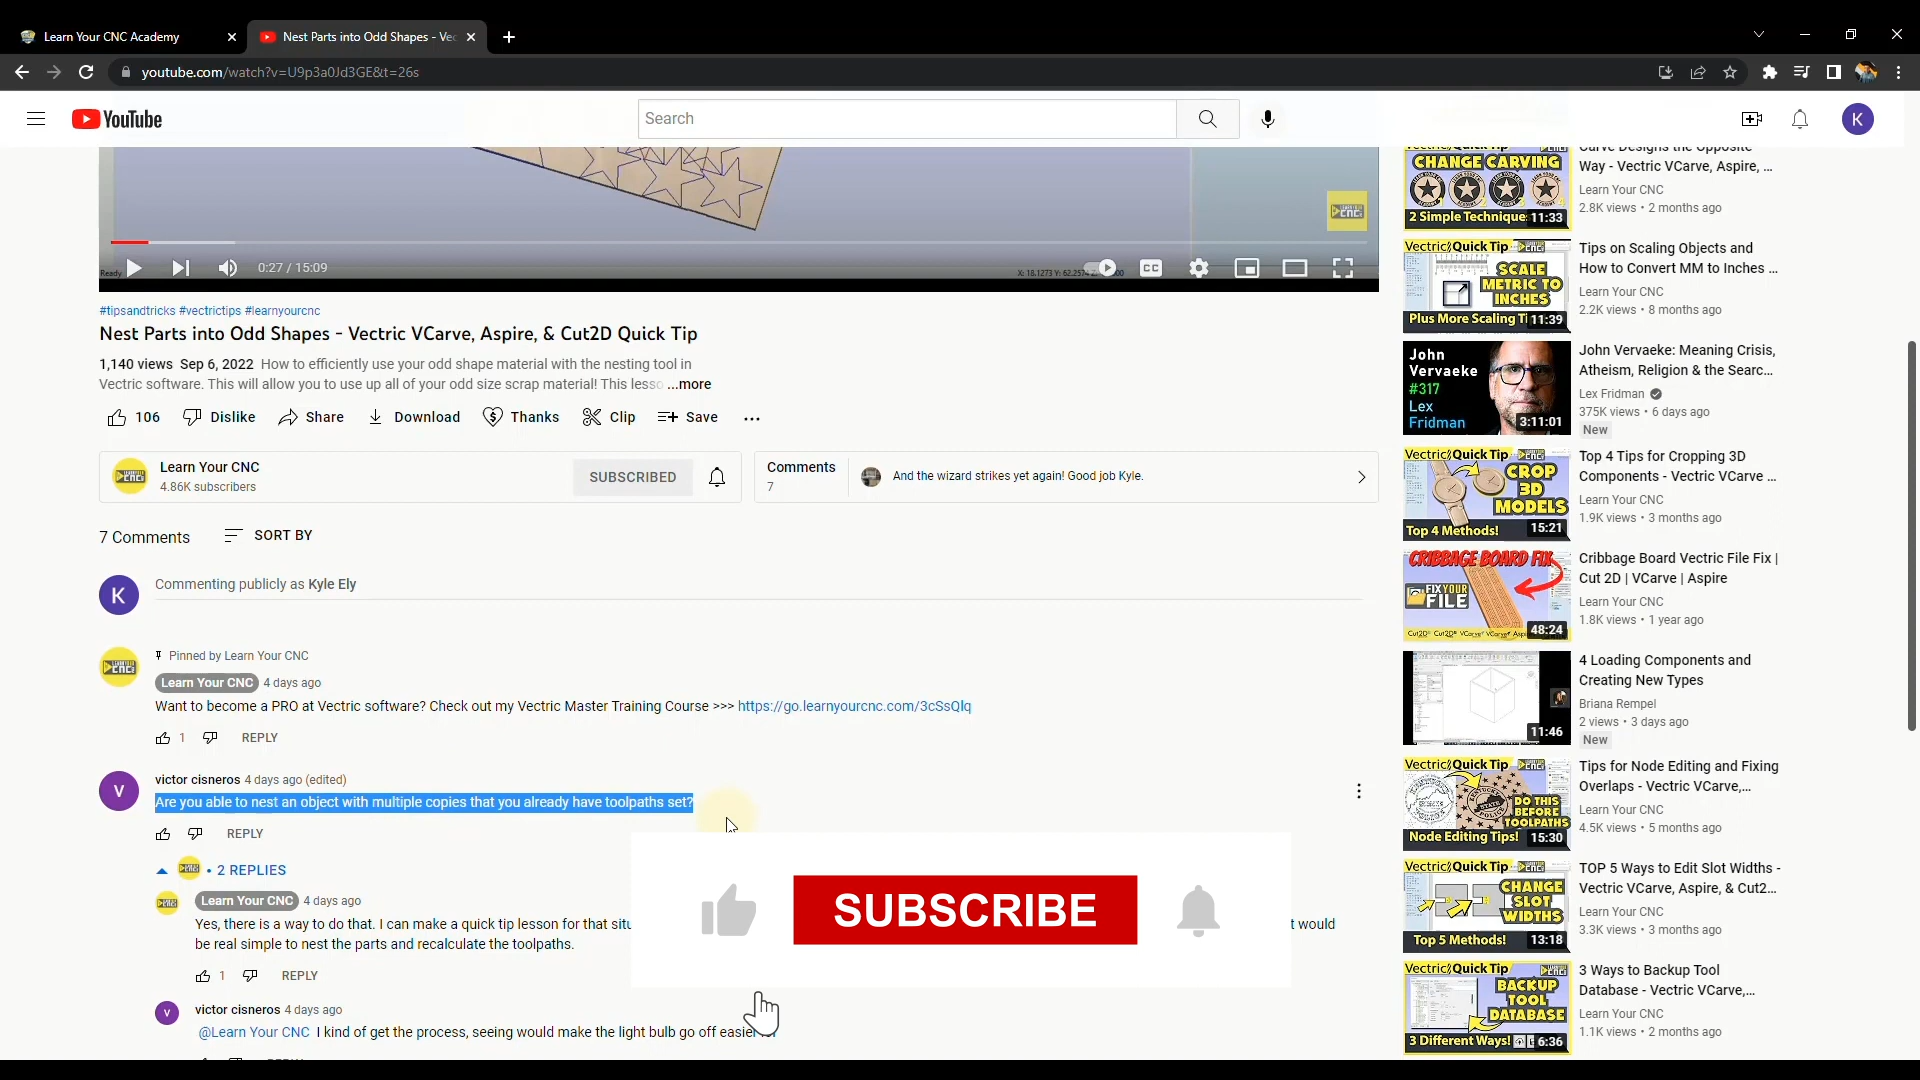 Learn Your CNC Academy
Nest Parts into Odd Shapes - Vec
youtube.com/watch?v=U9p3a0Jd3GE&t=26s
YouTube
Search
K
Ready
0:27 / 15:09
CC
#tipsandtricks #vectrictips #learnyourcnc
Nest Parts into Odd Shapes - Vectric VCarve, Aspire, & Cut2D Quick Tip
1,140 views Sep 6, 2022 How to efficiently use your odd shape material with the nesting tool in
Vectric software. This will allow you to use up all of your odd size scrap material! This lesso ...more
106 Dislike Share Download Thanks Clip Save
Learn Your CNC
4.86K subscribers
SUBSCRIBED
Comments
7
And the wizard strikes yet again! Good job Kyle.
7 Comments SORT BY
K
Commenting publicly as Kyle Ely
Pinned by Learn Your CNC
Learn Your CNC 4 days ago
Want to become a PRO at Vectric software? Check out my Vectric Master Training Course >>> https://go.learnyourcnc.com/3cSsQlq
1 REPLY
V
victor cisneros 4 days ago (edited)
Are you able to nest an object with multiple copies that you already have toolpaths set?
REPLY
• 2 REPLIES
Learn Your CNC 4 days ago
Yes, there is a way to do that. I can make a quick tip lesson for that situ
t would
be real simple to nest the parts and recalculate the toolpaths.
1 REPLY
V
victor cisneros 4 days ago
@Learn Your CNC I kind of get the process, seeing would make the light bulb go off easier
SUBSCRIBE
CHANGE CARVING
2 Simple Technique
11:33
Carve Designs the Opposite
Way - Vectric VCarve, Aspire, ...
Learn Your CNC
2.8K views • 2 months ago
Vectric Quick Tip
SCALE
METRIC TO
INCHES
Plus More Scaling Ti
11:39
Tips on Scaling Objects and
How to Convert MM to Inches ...
Learn Your CNC
2.2K views • 8 months ago
John
Vervaeke
#317
Lex
Fridman
3:11:01
John Vervaeke: Meaning Crisis,
Atheism, Religion & the Searc...
Lex Fridman
375K views • 6 days ago
New
Vectric Quick Tip
CROP
3D
MODELS
Top 4 Methods!
15:21
Top 4 Tips for Cropping 3D
Components - Vectric VCarve ...
Learn Your CNC
1.9K views • 3 months ago
CRIBBAGE BOARD FIX
FIX YOUR
FILE
48:24
Cribbage Board Vectric File Fix |
Cut 2D | VCarve | Aspire
Learn Your CNC
1.8K views • 1 year ago
11:46
4 Loading Components and
Creating New Types
Briana Rempel
2 views • 3 days ago
New
Vectric Quick Tip
DO THIS
BEFORE
TOOLPATHS
Node Editing Tips!
15:30
Tips for Node Editing and Fixing
Overlaps - Vectric VCarve,...
Learn Your CNC
4.5K views • 5 months ago
Vectric Quick Tip
CHANGE
SLOT
WIDTHS
Top 5 Methods!
13:18
TOP 5 Ways to Edit Slot Widths -
Vectric VCarve, Aspire, & Cut2...
Learn Your CNC
3.3K views • 3 months ago
Vectric Quick Tip
BACKUP
TOOL
DATABASE
3 Different Ways!
6:36
3 Ways to Backup Tool
Database - Vectric VCarve,...
Learn Your CNC
1.1K views • 2 months ago